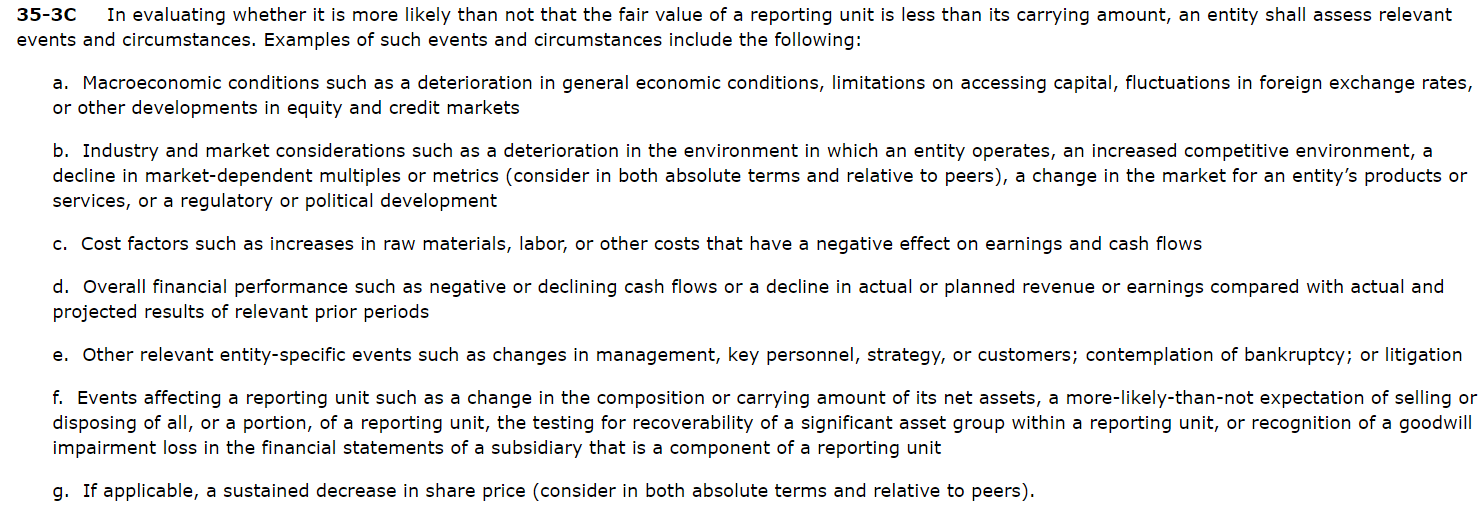 35-3C In evaluating whether it is more likely than not that the fair value of a reporting unit is less than its carrying amount, an entity shall assess relevant
events and circumstances. Examples of such events and circumstances include the following:
a. Macroeconomic conditions such as a deterioration in general economic conditions, limitations on accessing capital, fluctuations in foreign exchange rates,
or other developments in equity and credit markets
b. Industry and market considerations such as a deterioration in the environment in which an entity operates, an increased competitive environment, a
decline in market-dependent multiples or metrics (consider in both absolute terms and relative to peers), a change in the market for an entity’s products or
services, or a regulatory or political development
c. Cost factors such as increases in raw materials, labor, or other costs that have a negative effect on earnings and cash flows
d. Overall financial performance such as negative or declining cash flows or a decline in actual or planned revenue or earnings compared with actual and
projected results of relevant prior periods
e. Other relevant entity-specific events such as changes in management, key personnel, strategy, or customers; contemplation of bankruptcy; or litigation
f. Events affecting a reporting unit such as a change in the composition or carrying amount of its net assets, a more-likely-than-not expectation of selling or
disposing of all, or a portion, of a reporting unit, the testing for recoverability of a significant asset group within a reporting unit, or recognition of a goodwill
impairment loss in the financial statements of a subsidiary that is a component of a reporting unit
g. If applicable, a sustained decrease in share price (consider in both absolute terms and relative to peers).